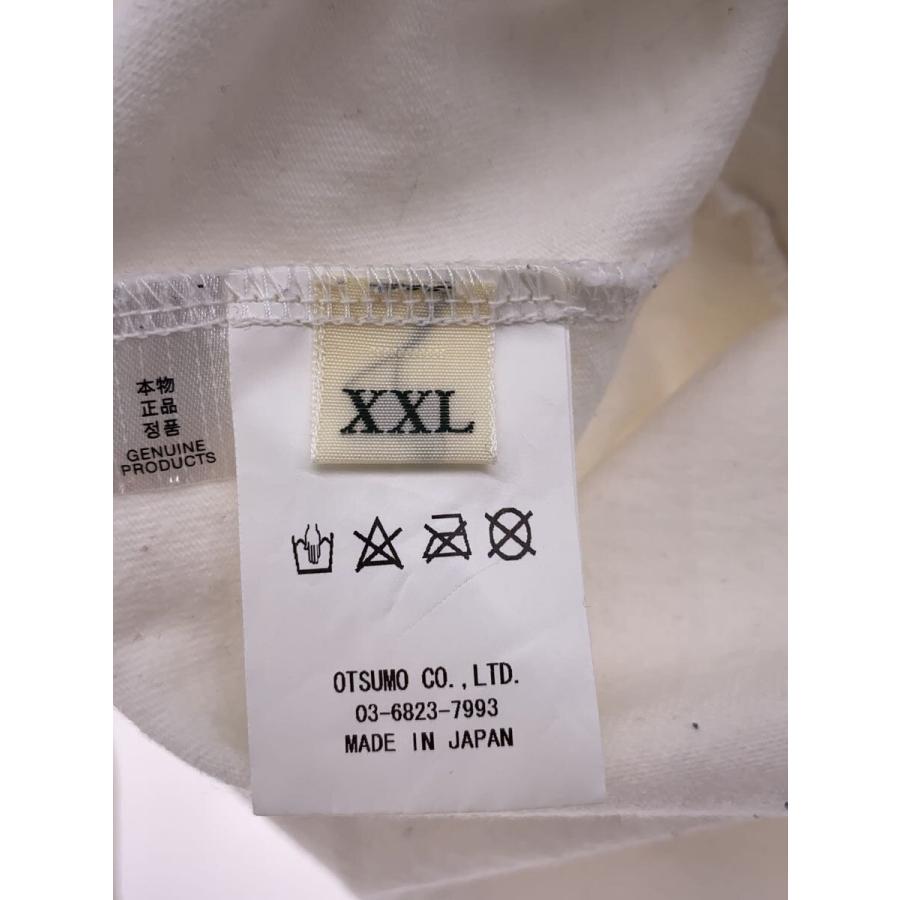 本物
正品
정품
GENUINE
PRODUCTS
XXL
OTSUMO CO.,LTD.
03-6823-7993
MADE IN JAPAN